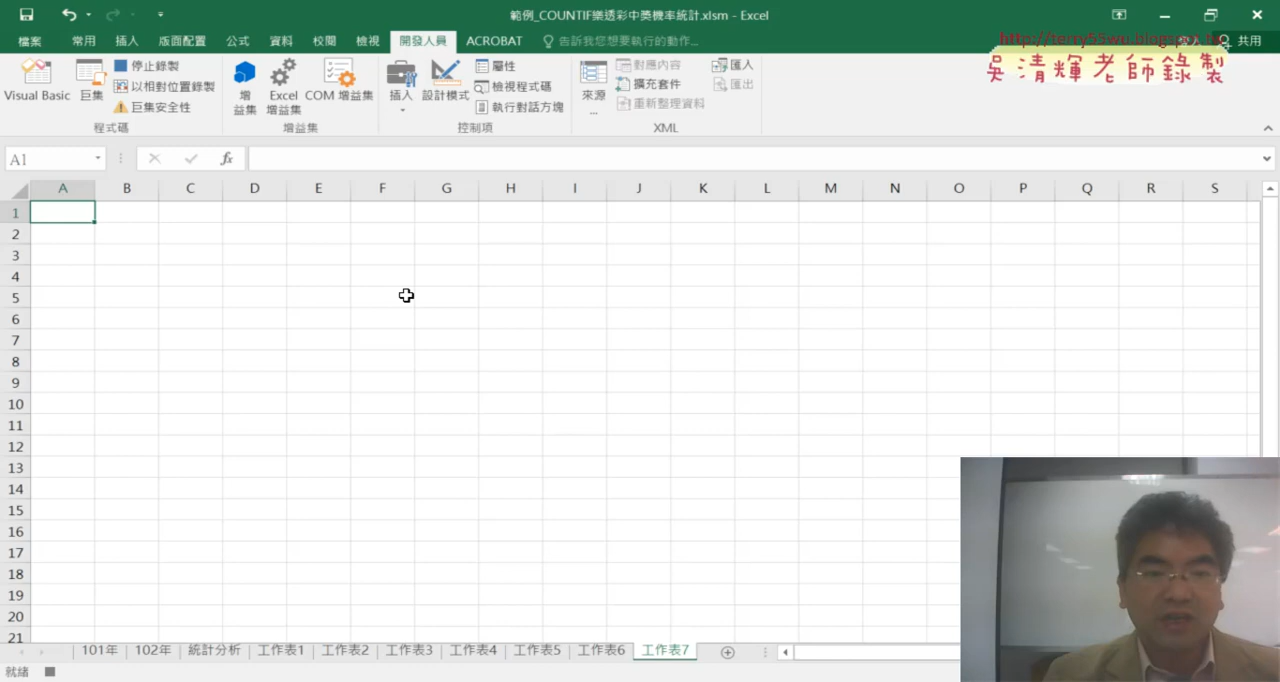 範例_COUNTIF樂透彩中獎機率統計.xlsm - Excel
檔案 常用 插入 版面配置 公式 資料 校閱 檢視 開發人員 ACROBAT 告訴我您想要執行的動作... 共用
http://terry55wu.blogspot.tw
吳清輝老師錄製
Visual Basic 巨集 停止錄製 以相對位置錄製 巨集安全性
增益集 Excel 增益集 COM 增益集
插入 設計模式 屬性 檢視程式碼 執行對話方塊
來源... 對應內容 擴充套件 重新整理資料 匯入 匯出
程式碼 增益集 控制項 XML
A1 fx
A B C D E F G H I J K L M N O P Q R S
1
2
3
4
5
6
7
8
9
10
11
12
13
14
15
16
17
18
19
20
21
101年 102年 統計分析 工作表1 工作表2 工作表3 工作表4 工作表5 工作表6 工作表7
就緒